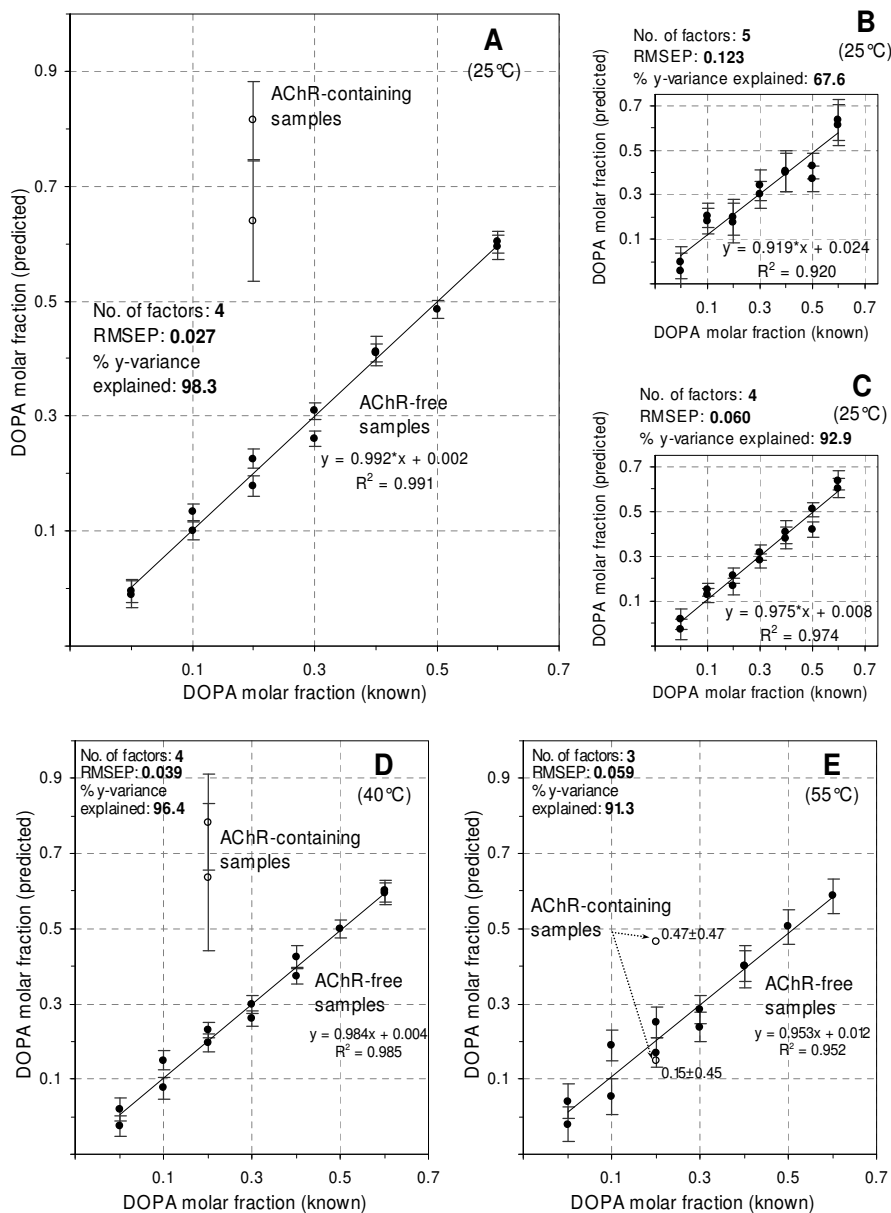 A
(25°C)
0.9
0.7
0.5
0.3
0.1
DOPA molar fraction (predicted)
AChR-containing
samples
No. of factors: 4
RMSEP: 0.027
% y-variance
explained: 98.3
AChR-free
samples
y = 0.992*x + 0.002
R² = 0.991
0.1 0.3 0.5 0.7
DOPA molar fraction (known)
B
(25°C)
No. of factors: 5
RMSEP: 0.123
% y-variance explained: 67.6
0.7
0.5
0.3
0.1
DOPA molar fraction (predicted)
y = 0.919*x + 0.024
R² = 0.920
0.1 0.3 0.5 0.7
DOPA molar fraction (known)
C
(25°C)
No. of factors: 4
RMSEP: 0.060
% y-variance explained: 92.9
0.7
0.5
0.3
0.1
DOPA molar fraction (predicted)
y = 0.975*x + 0.008
R² = 0.974
0.1 0.3 0.5 0.7
DOPA molar fraction (known)
D
(40°C)
No. of factors: 4
RMSEP: 0.039
% y-variance
explained: 96.4
0.9
0.7
0.5
0.3
0.1
DOPA molar fraction (predicted)
AChR-containing
samples
AChR-free
samples
y = 0.984x + 0.004
R² = 0.985
0.1 0.3 0.5 0.7
DOPA molar fraction (known)
E
(55°C)
No. of factors: 3
RMSEP: 0.059
% y-variance
explained: 91.3
0.9
0.7
0.5
0.3
0.1
DOPA molar fraction (predicted)
AChR-containing
samples
0.47±0.47
AChR-free
samples
y = 0.953x + 0.012
R² = 0.952
0.15±0.45
0.1 0.3 0.5 0.7
DOPA molar fraction (known)